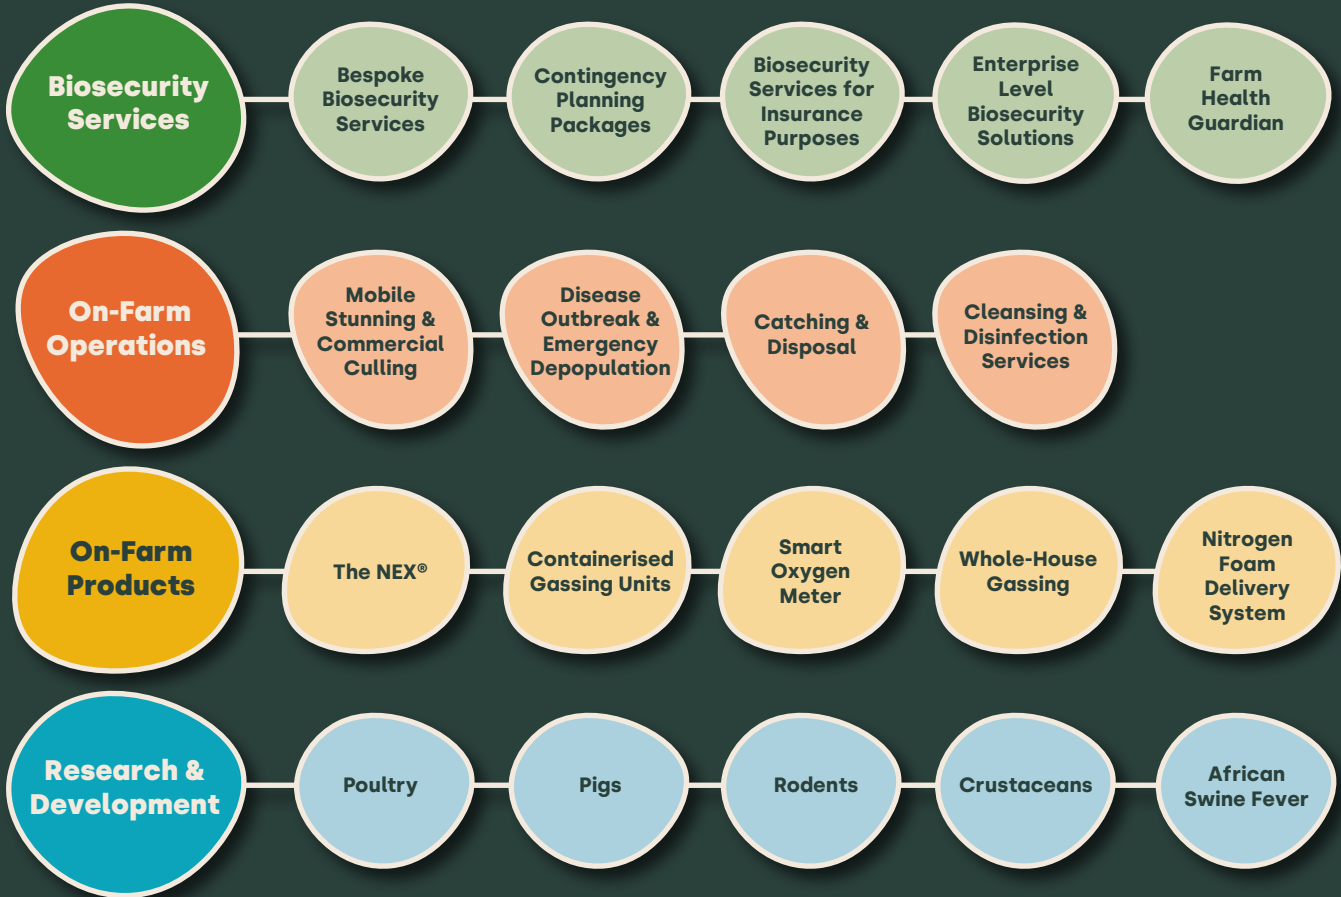 Biosecurity
Services
Bespoke
Biosecurity
Services
Contingency
Planning
Packages
Biosecurity
Services for
Insurance
Purposes
Enterprise
Level
Biosecurity
Solutions
Farm
Health
Guardian
On-Farm
Operations
Mobile
Stunning &
Commercial
Culling
Disease
Outbreak &
Emergency
Depopulation
Catching &
Disposal
Cleansing &
Disinfection
Services
On-Farm
Products
The NEX®
Containerised
Gassing Units
Smart
Oxygen
Meter
Whole-House
Gassing
Nitrogen
Foam
Delivery
System
Research &
Development
Poultry
Pigs
Rodents
Crustaceans
African
Swine Fever